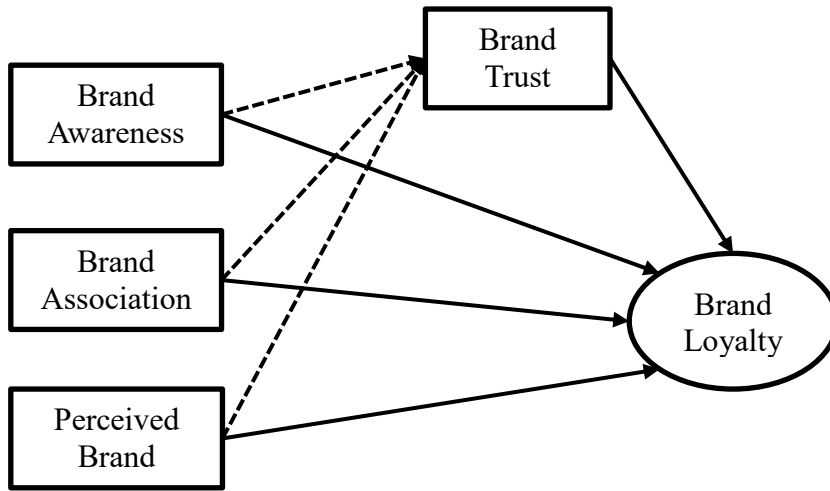 Brand
Trust
Brand
Awareness
Brand
Association
Brand
Loyalty
Perceived
Brand